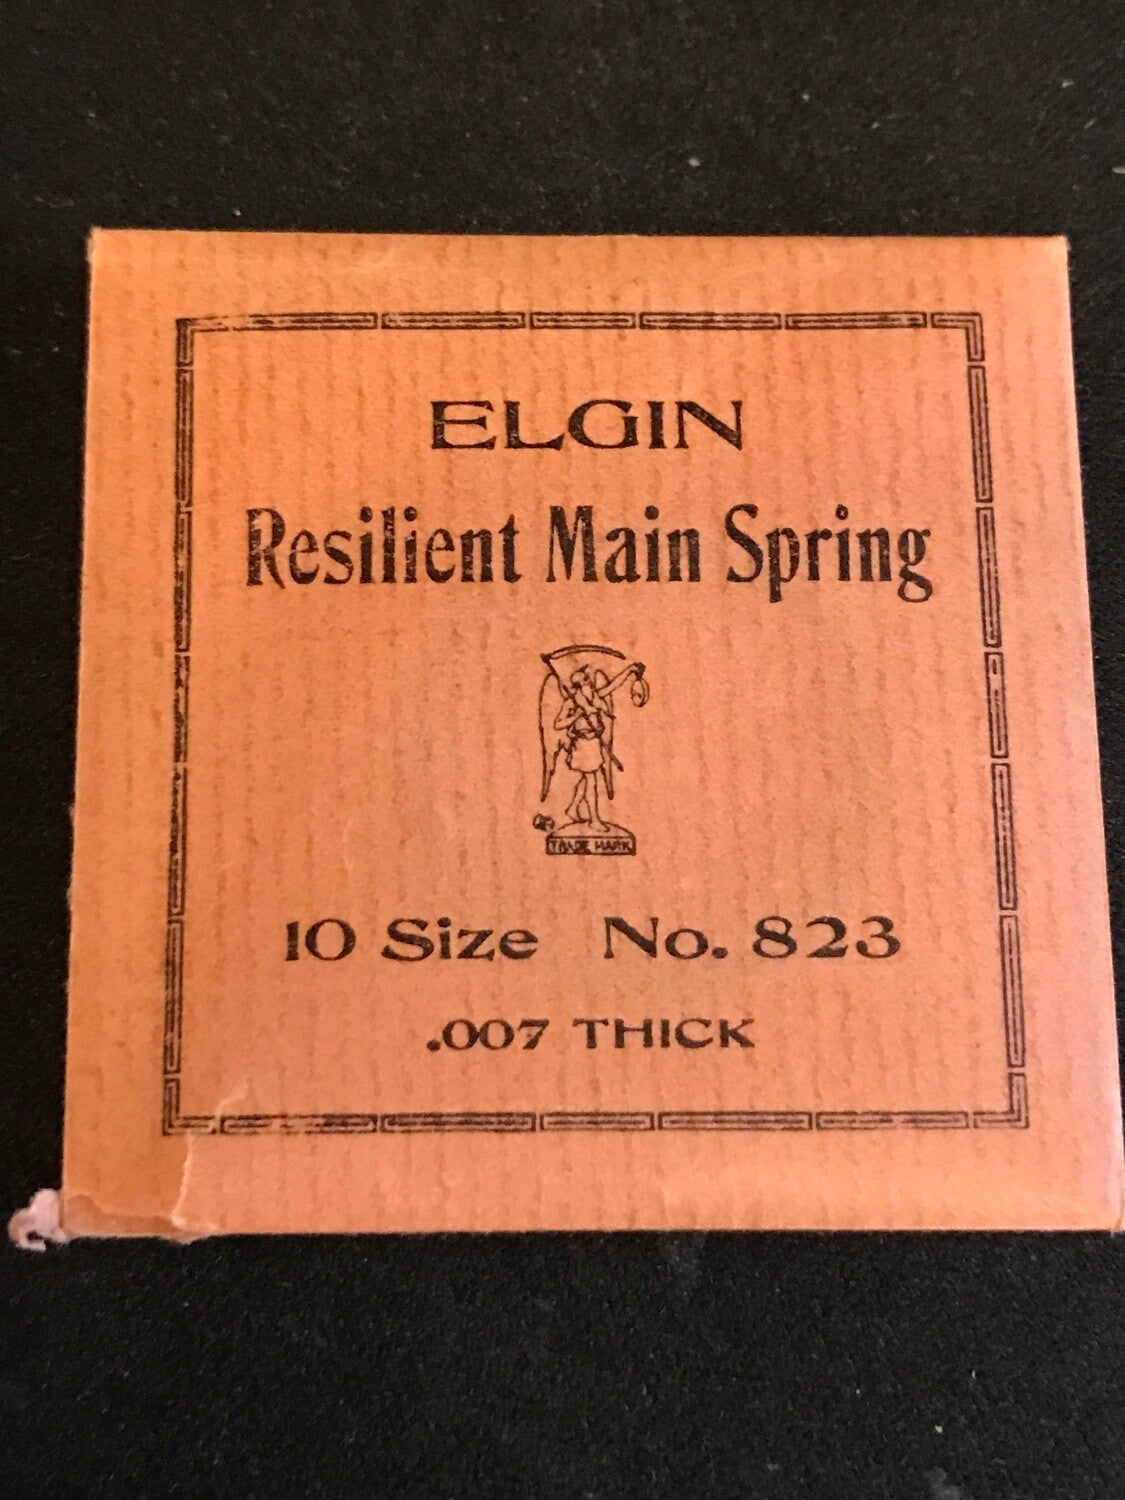 ELGIN
Resilient Main Spring
TRADE MARK
10 Size No. 823
.007 THICK